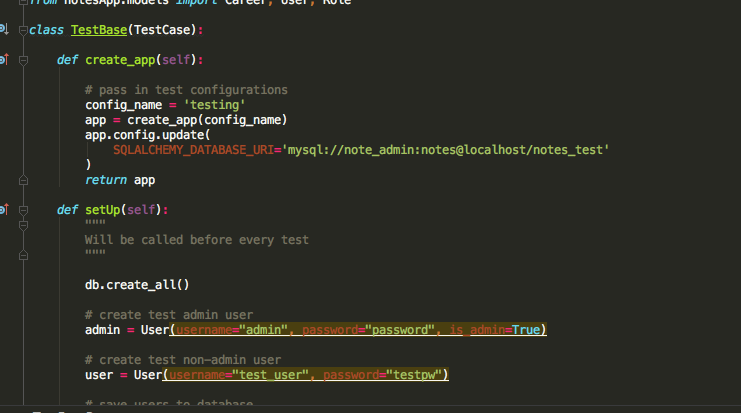 from notesApp.models import Career, User, Role
class TestBase(TestCase):
def create_app(self):
# pass in test configurations
config_name = 'testing'
app = create_app(config_name)
app.config.update(
SQLALCHEMY_DATABASE_URI='mysql://note_admin:notes@localhost/notes_test'
)
return app
def setUp(self):
"""
Will be called before every test
"""
db.create_all()
# create test admin user
admin = User(username="admin", password="password", is_admin=True)
# create test non-admin user
user = User(username="test_user", password="testpw")
# save users to database